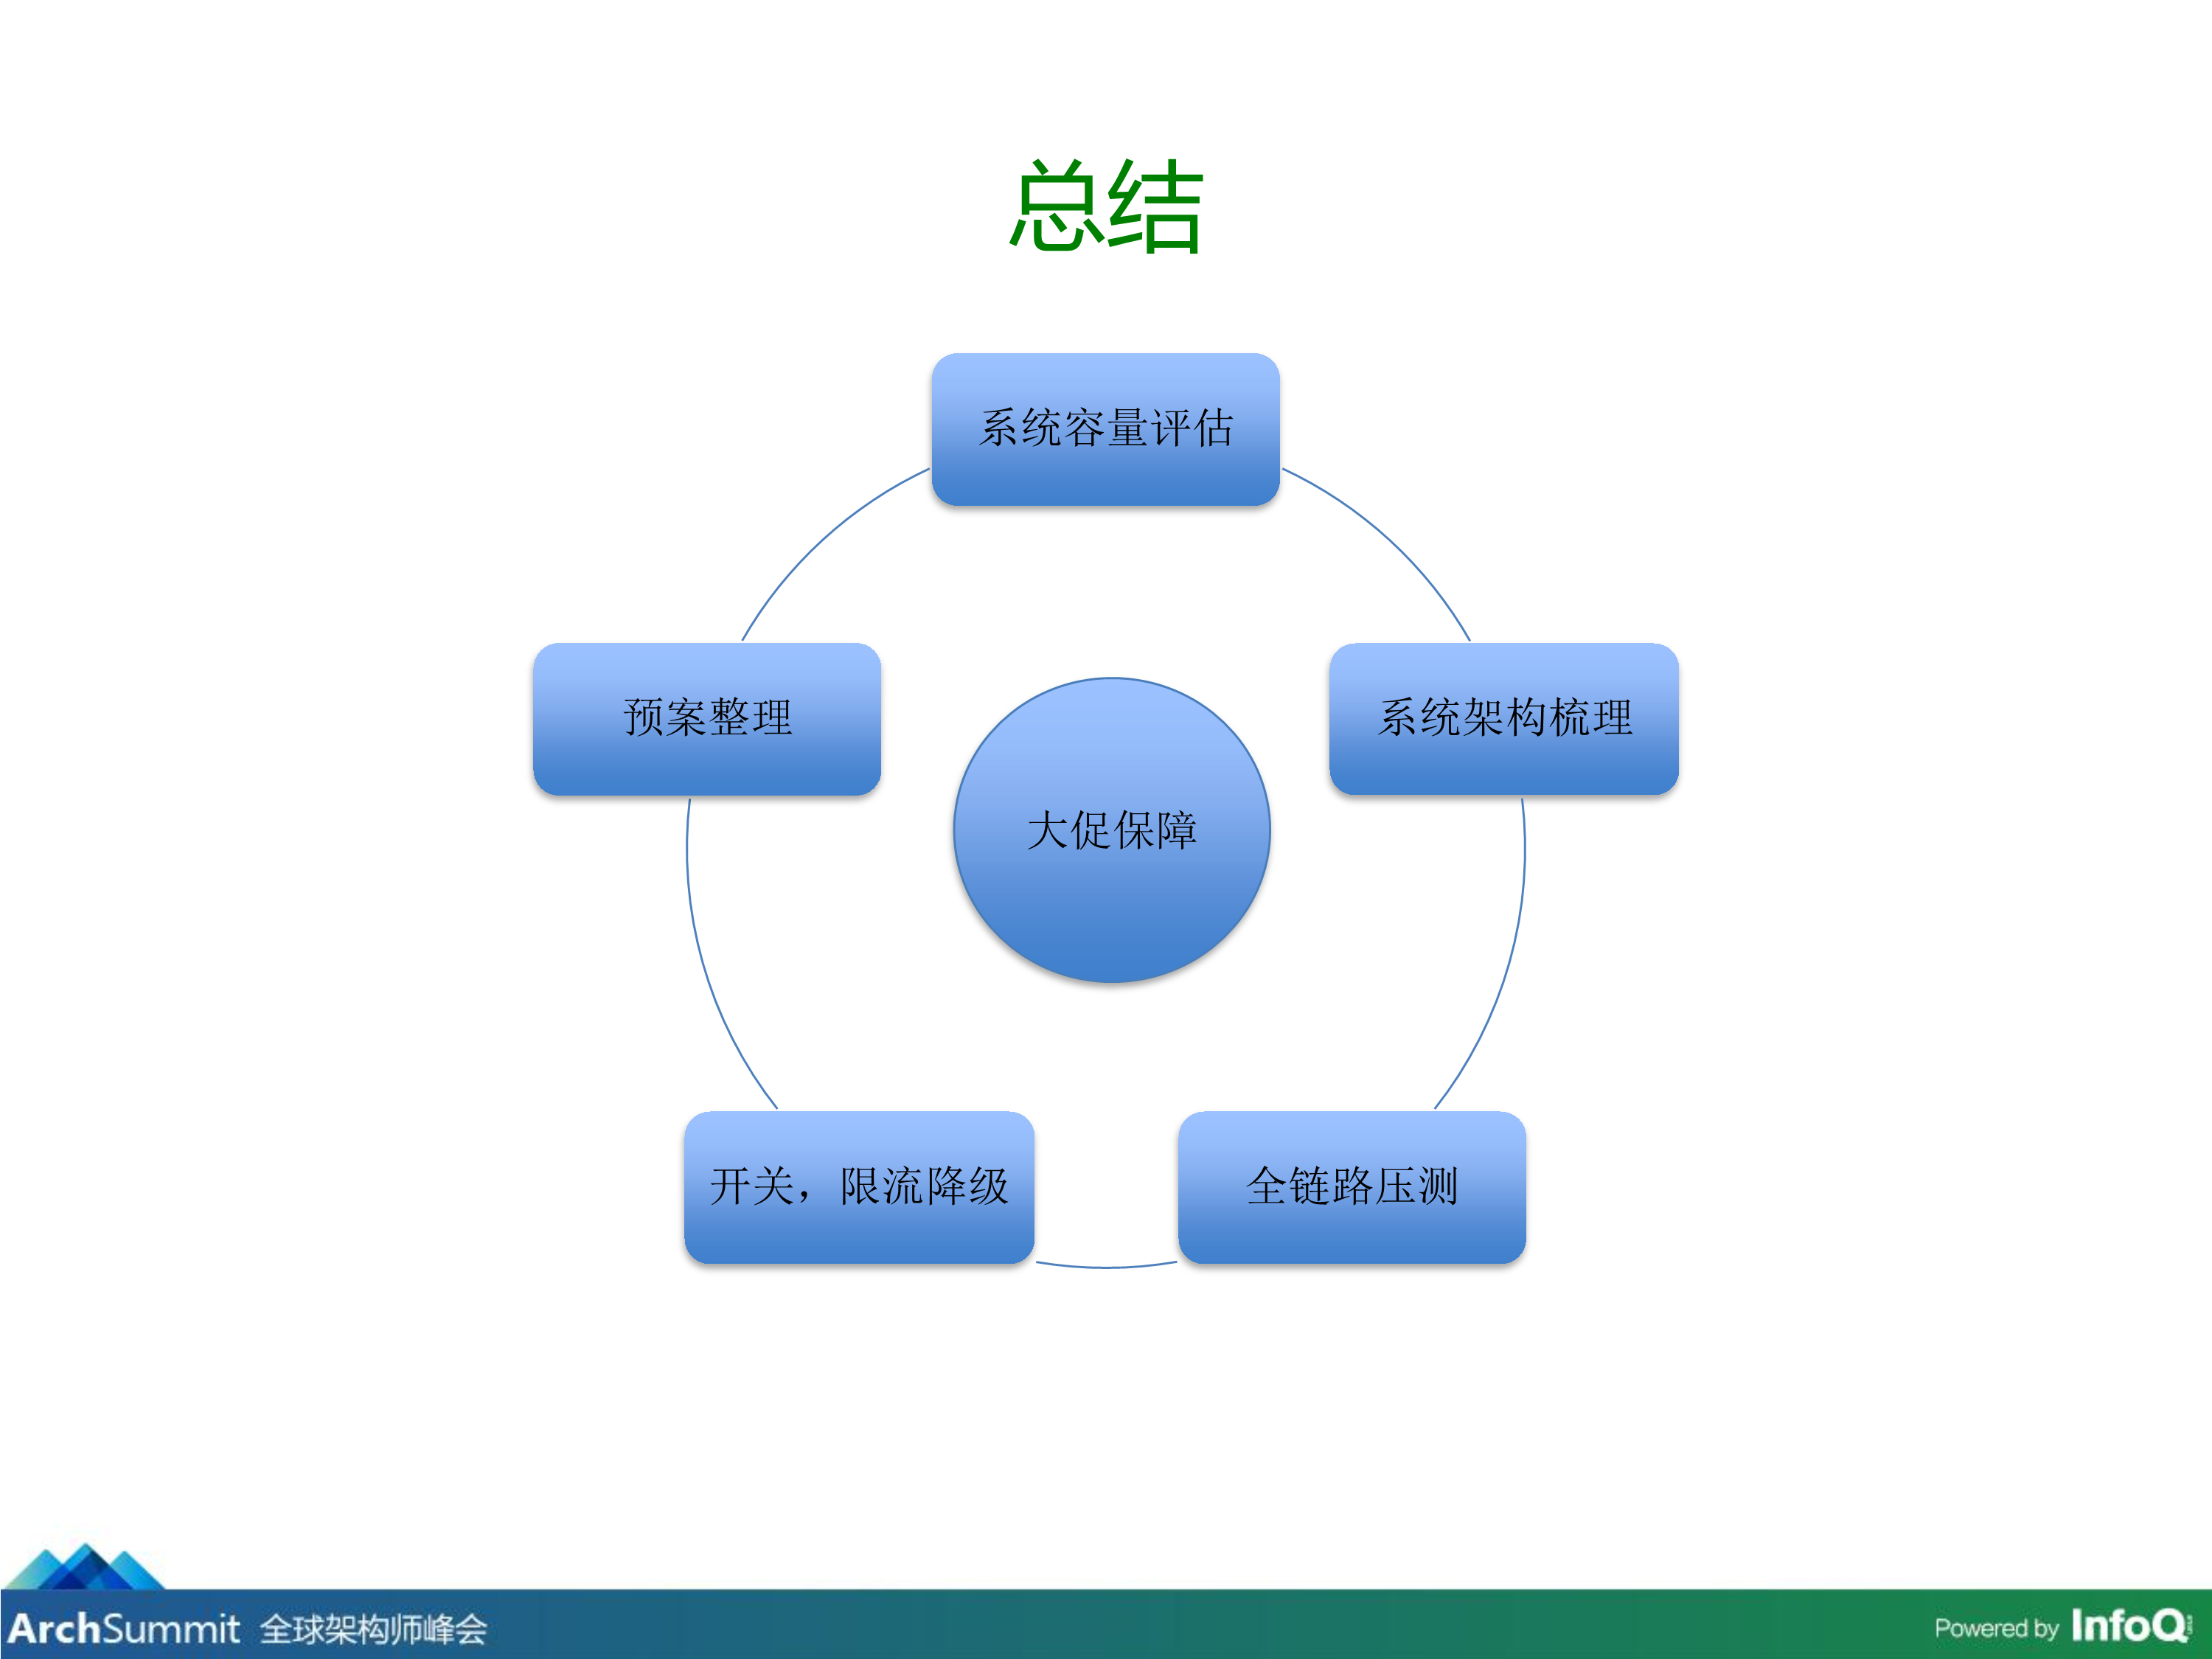 总结
系统容量评估
预案整理
系统架构梳理
大促保障
开关，限流降级
全链路压测
ArchSummit 全球架构师峰会
Powered by InfoQ